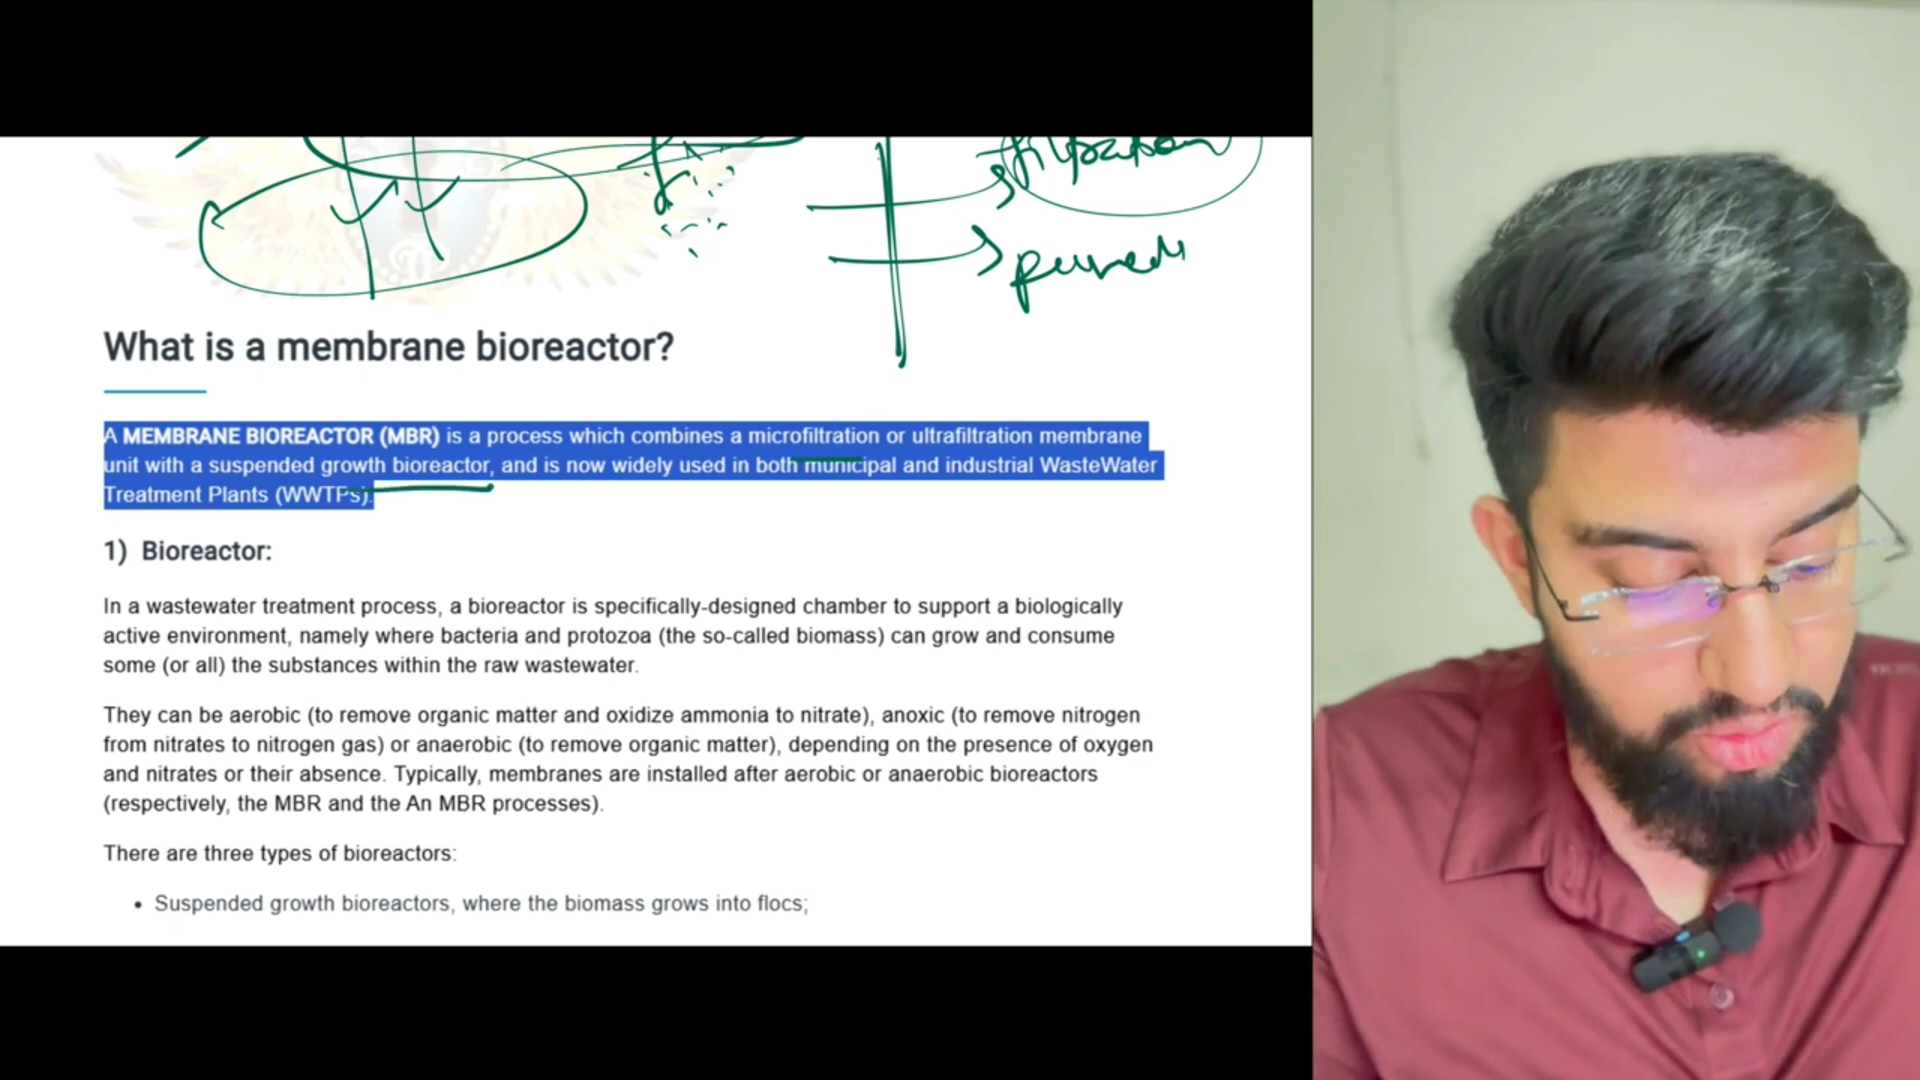 filtration
What is a membrane bioreactor?
A MEMBRANE BIOREACTOR (MBR) is a process which combines a microfiltration or ultrafiltration membrane
unit with a suspended growth bioreactor, and is now widely used in both municipal and industrial WasteWater
Treatment Plants (WWTPs).
1) Bioreactor:
In a wastewater treatment process, a bioreactor is specifically-designed chamber to support a biologically
active environment, namely where bacteria and protozoa (the so-called biomass) can grow and consume
some (or all) the substances within the raw wastewater.
They can be aerobic (to remove organic matter and oxidize ammonia to nitrate), anoxic (to remove nitrogen
from nitrates to nitrogen gas) or anaerobic (to remove organic matter), depending on the presence of oxygen
and nitrates or their absence. Typically, membranes are installed after aerobic or anaerobic bioreactors
(respectively, the MBR and the An MBR processes).
There are three types of bioreactors:
• Suspended growth bioreactors, where the biomass grows into flocs;